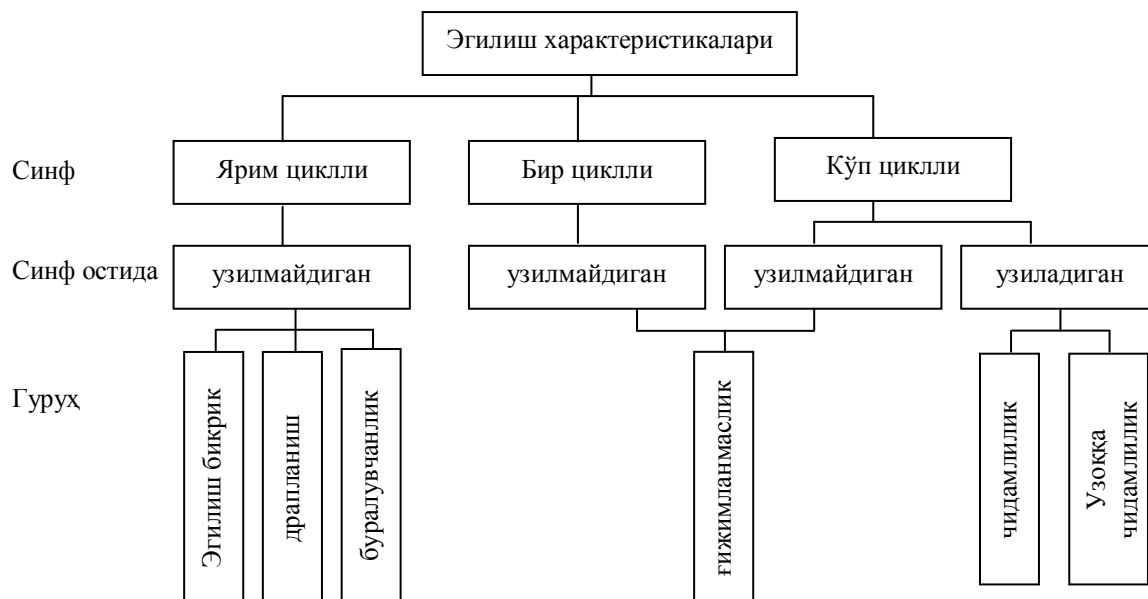 Эгилиш характеристикалари
Синф
Ярим циклли
Бир циклли
Кўп циклли
Синф остида
узилмайдиган
узилмайдиган
узилмайдиган
узиладиган
Гуруҳ
Эгилиш бикрик
драпланиш
буралувчанлик
ғижимланмаслик
чидамлилик
Узоққа
чидамлилик